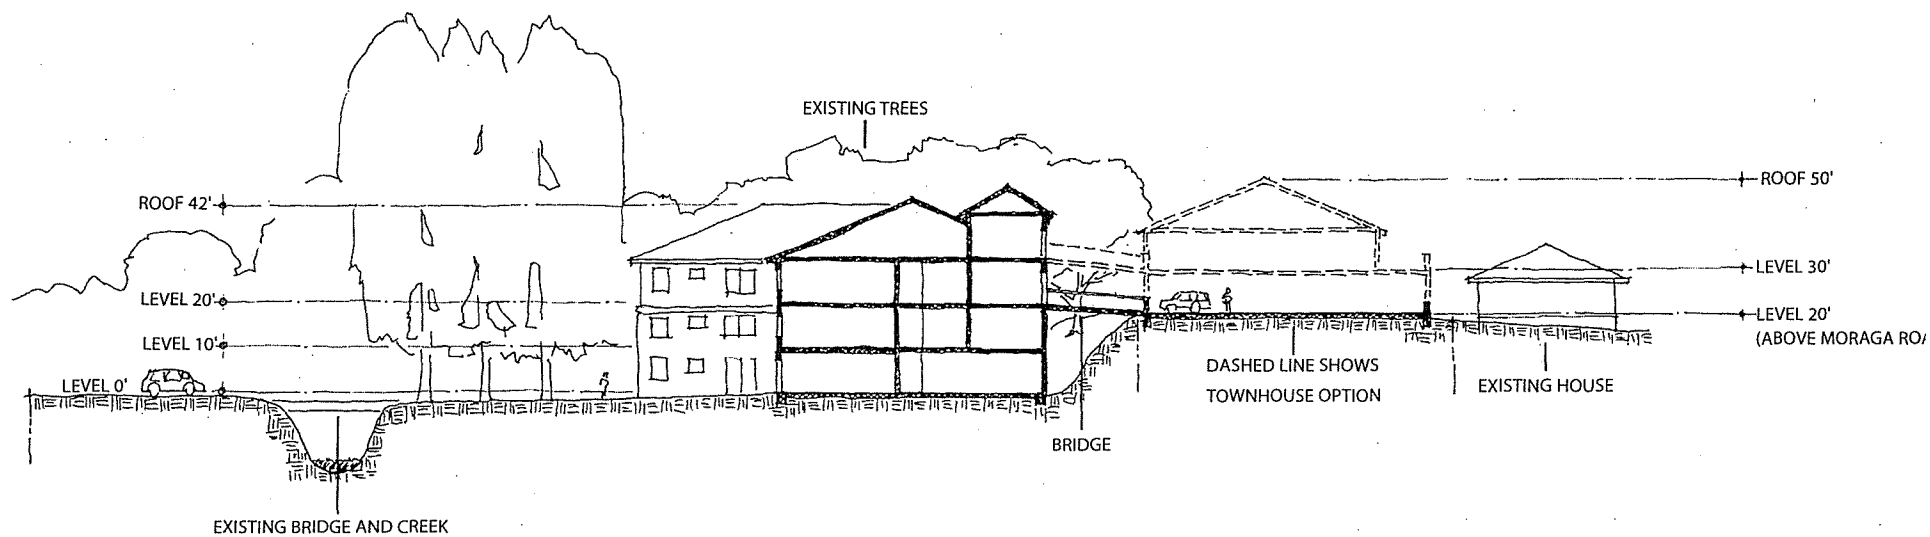 EXISTING TREES
ROOF 42'
ROOF 50'
LEVEL 20'
LEVEL 30'
LEVEL 10'
LEVEL 20'
(ABOVE MORAGA ROA
LEVEL 0'
DASHED LINE SHOWS
TOWNHOUSE OPTION
EXISTING HOUSE
BRIDGE
EXISTING BRIDGE AND CREEK